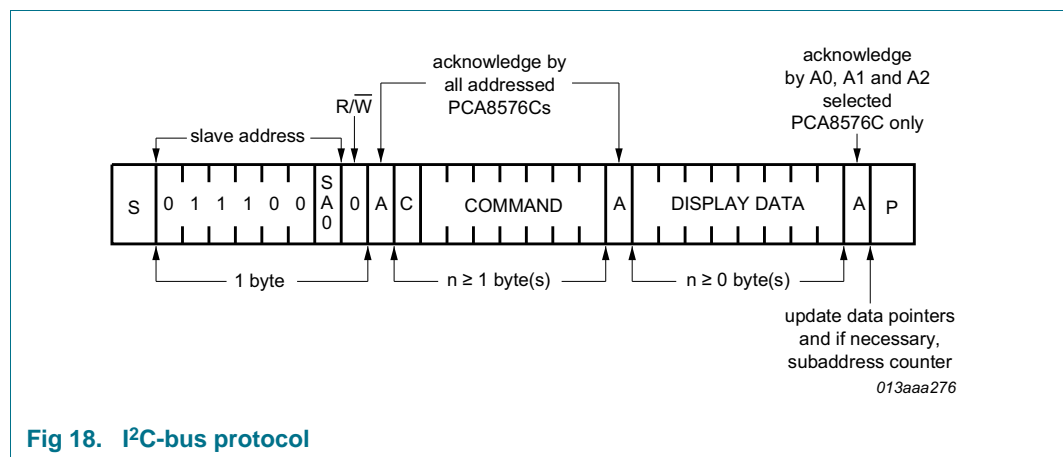 acknowledge by
all addressed
PCA8576Cs
acknowledge
by A0, A1 and A2
selected
PCA8576C only
R/W̅
slave address
S 0 1 1 1 0 0 SA0 0 A C COMMAND A DISPLAY DATA A P
1 byte
n ≥ 1 byte(s)
n ≥ 0 byte(s)
update data pointers
and if necessary,
subaddress counter
013aaa276
Fig 18. I²C-bus protocol